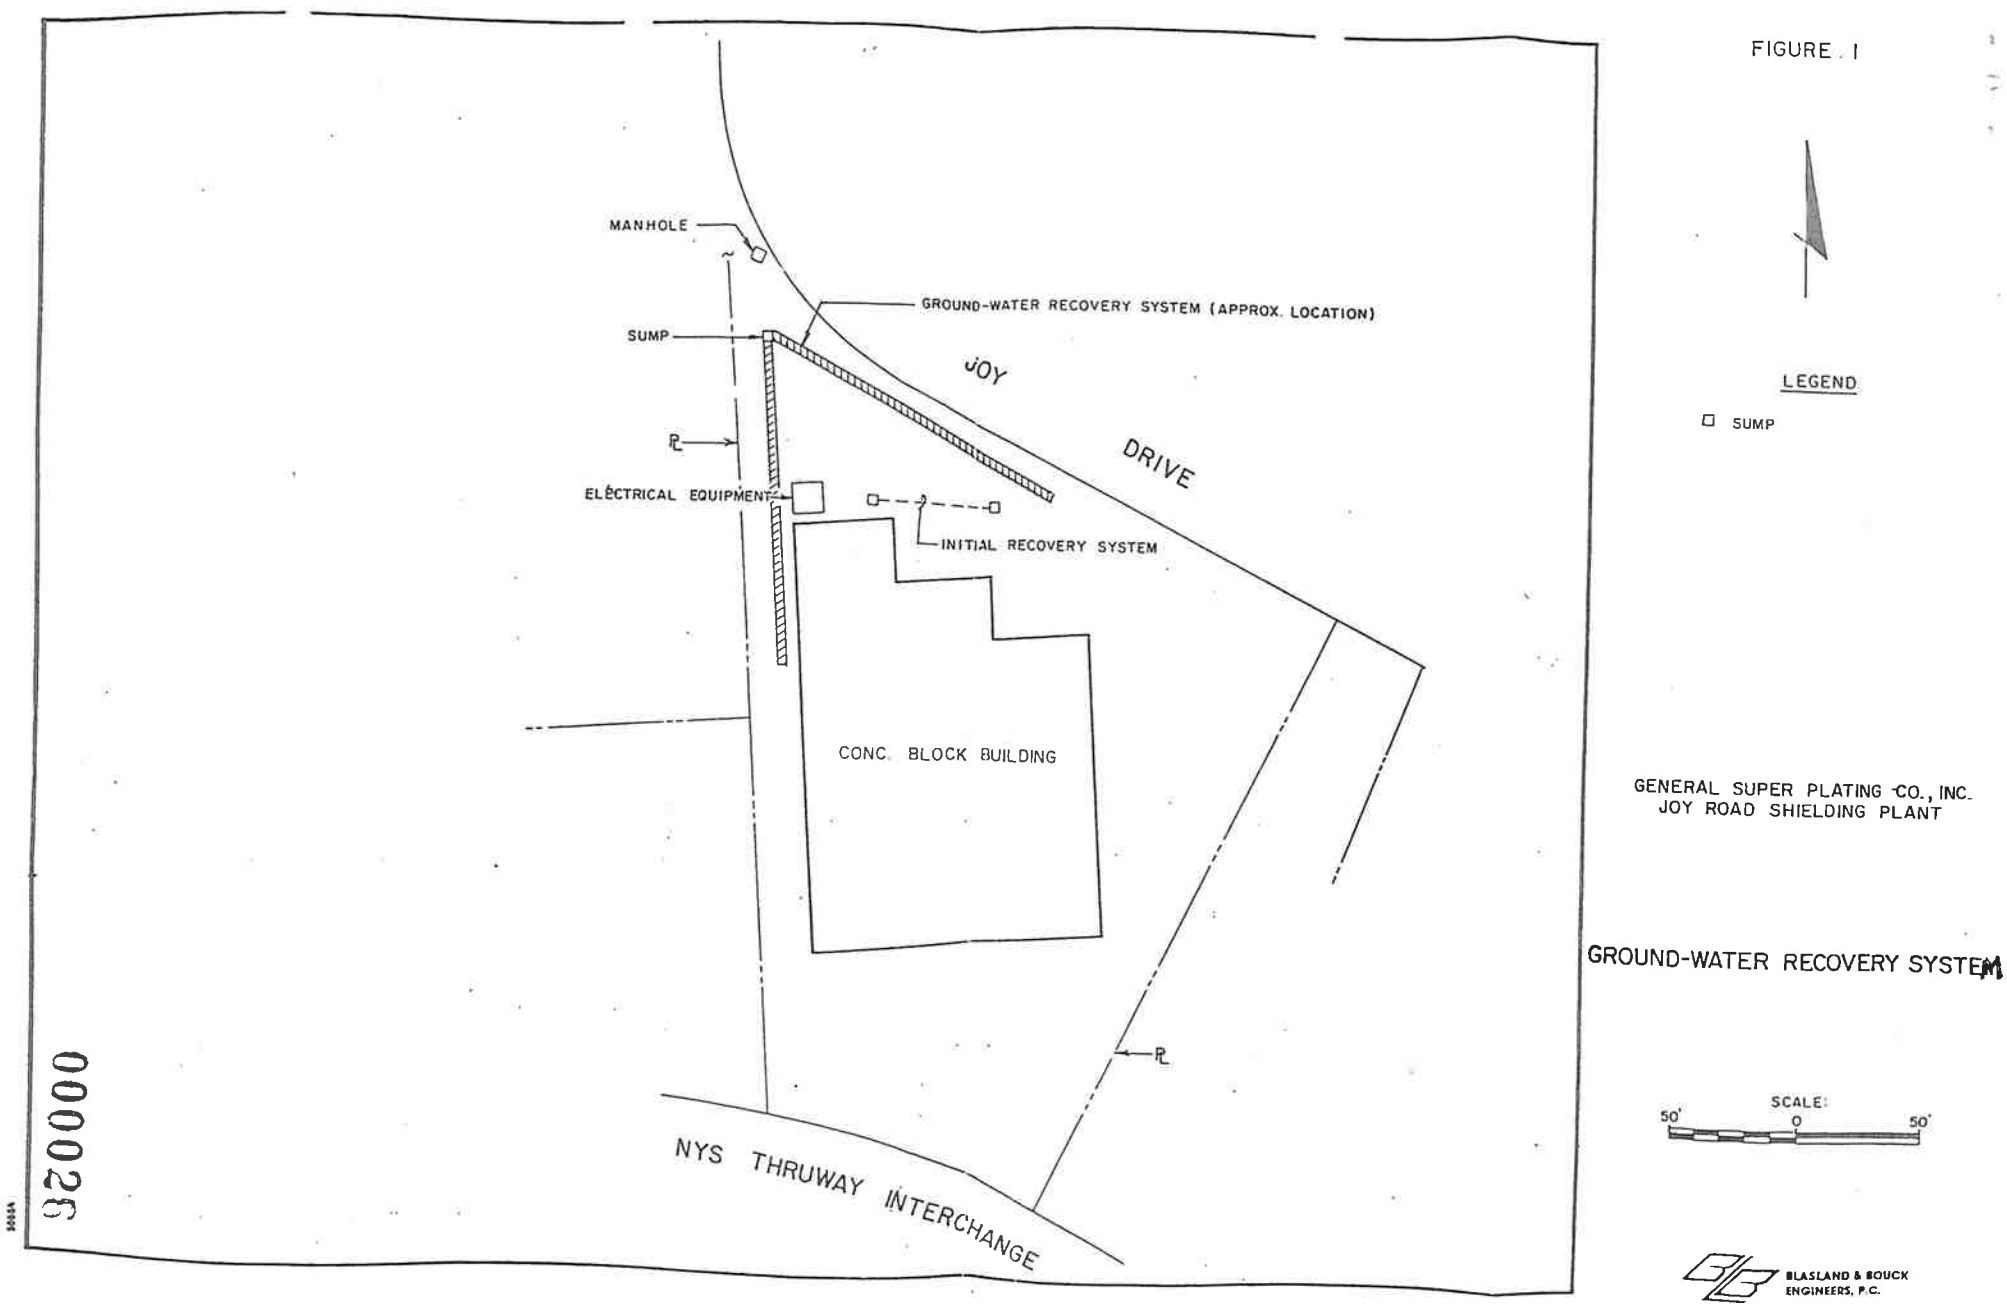 FIGURE . 1
MANHOLE
GROUND-WATER RECOVERY SYSTEM (APPROX. LOCATION)
SUMP
JOY
DRIVE
LEGEND
SUMP
PL
ELECTRICAL EQUIPMENT
INITIAL RECOVERY SYSTEM
CONC. BLOCK BUILDING
GENERAL SUPER PLATING CO., INC.
JOY ROAD SHIELDING PLANT
GROUND-WATER RECOVERY SYSTEM
PL
SCALE:
50' 0 50'
NYS THRUWAY INTERCHANGE
BLASLAND & BOUCK
ENGINEERS, P.C.